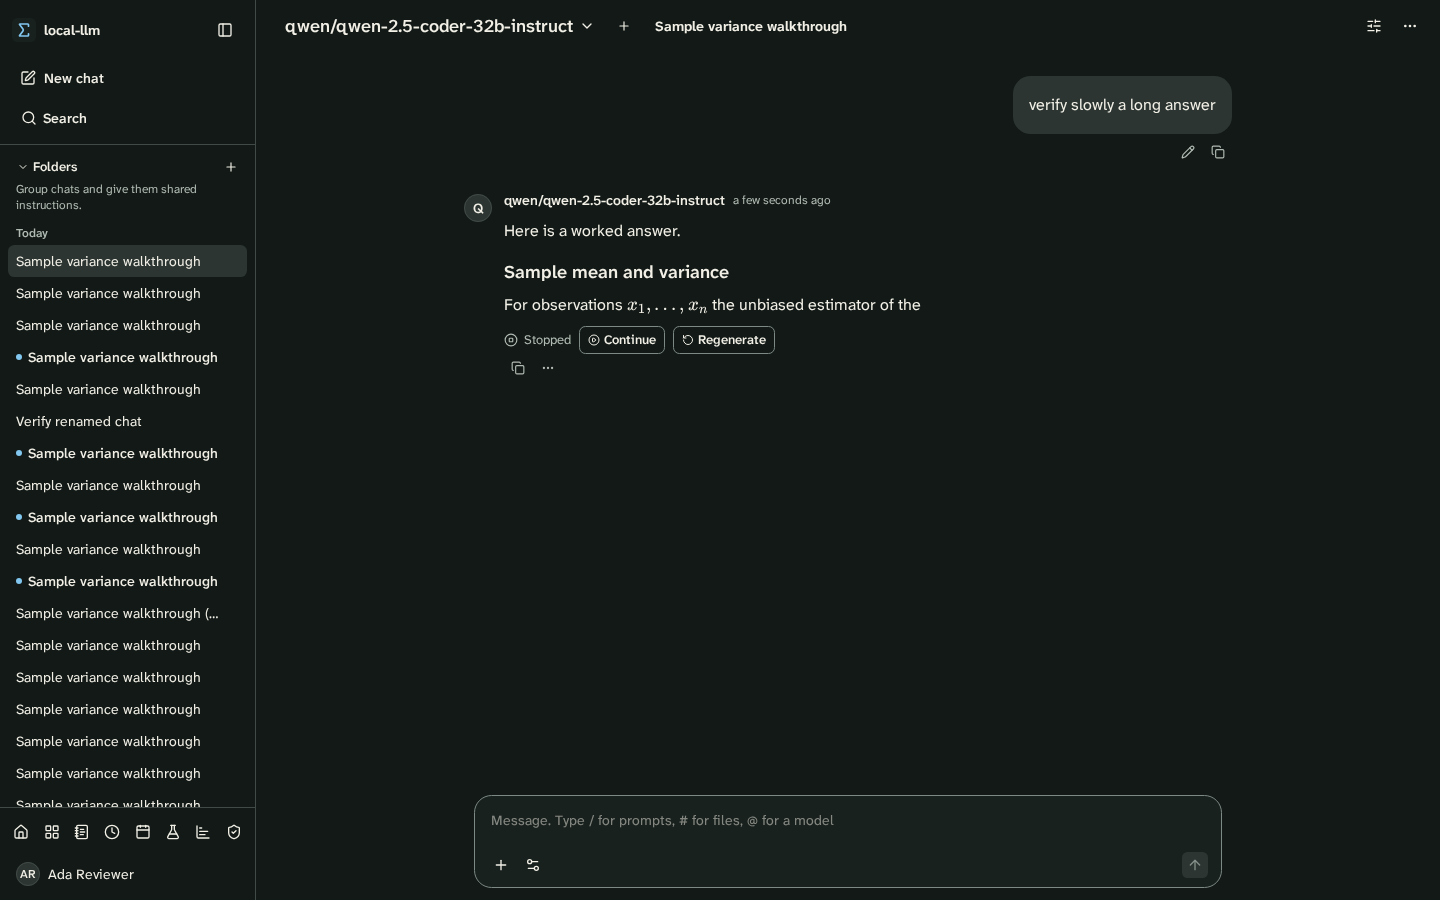 local-llm
New chat
Search
Folders
Group chats and give them shared
instructions.
Today
Sample variance walkthrough
Sample variance walkthrough
Sample variance walkthrough
Sample variance walkthrough
Sample variance walkthrough
Verify renamed chat
Sample variance walkthrough
Sample variance walkthrough
Sample variance walkthrough
Sample variance walkthrough
Sample variance walkthrough
Sample variance walkthrough (...
Sample variance walkthrough
Sample variance walkthrough
Sample variance walkthrough
Sample variance walkthrough
Sample variance walkthrough
Sample variance walkthrough
AR Ada Reviewer
qwen/qwen-2.5-coder-32b-instruct
Sample variance walkthrough
verify slowly a long answer
Q qwen/qwen-2.5-coder-32b-instruct a few seconds ago
Here is a worked answer.
Sample mean and variance
For observations x₁, . . . , xₙ the unbiased estimator of the
Stopped Continue Regenerate
Message. Type / for prompts, # for files, @ for a model